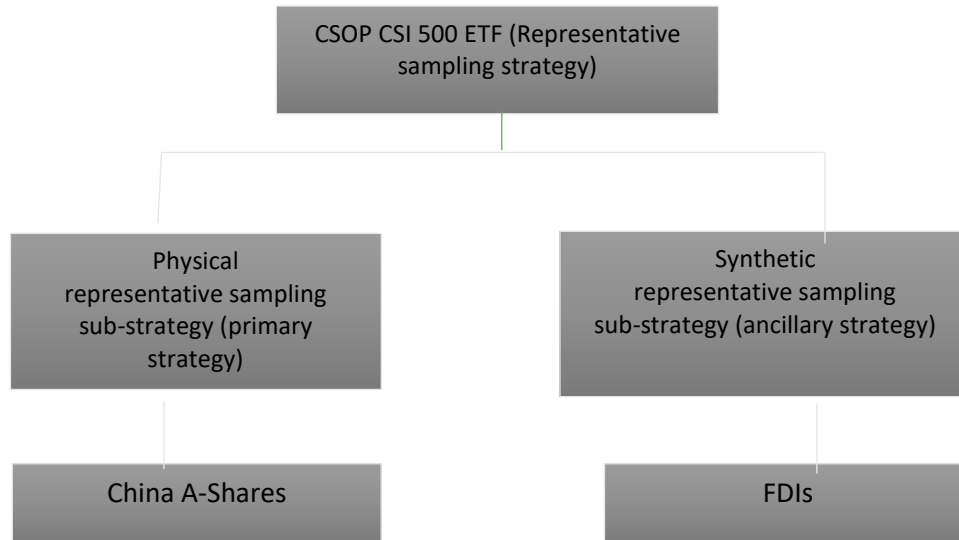 CSOP CSI 500 ETF (Representative
sampling strategy)
Physical
representative sampling
sub-strategy (primary
strategy)
Synthetic
representative sampling
sub-strategy (ancillary strategy)
China A-Shares
FDIs